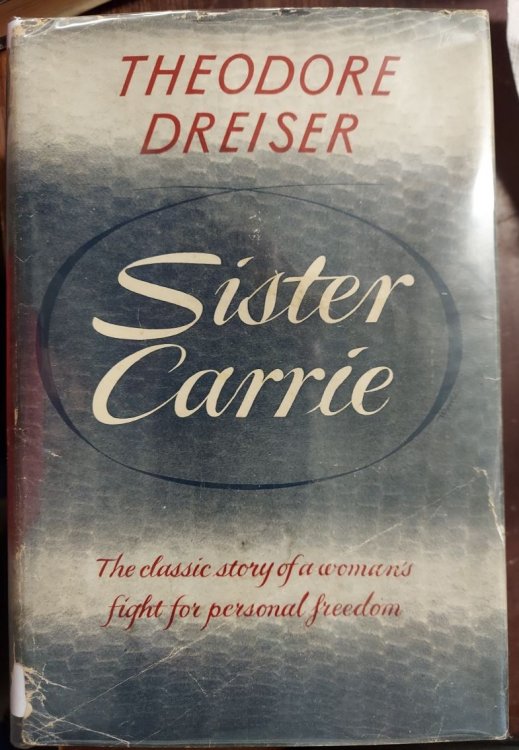 THEODORE
DREISER
Sister
Carrie
The classic story of a woman's
fight for personal freedom